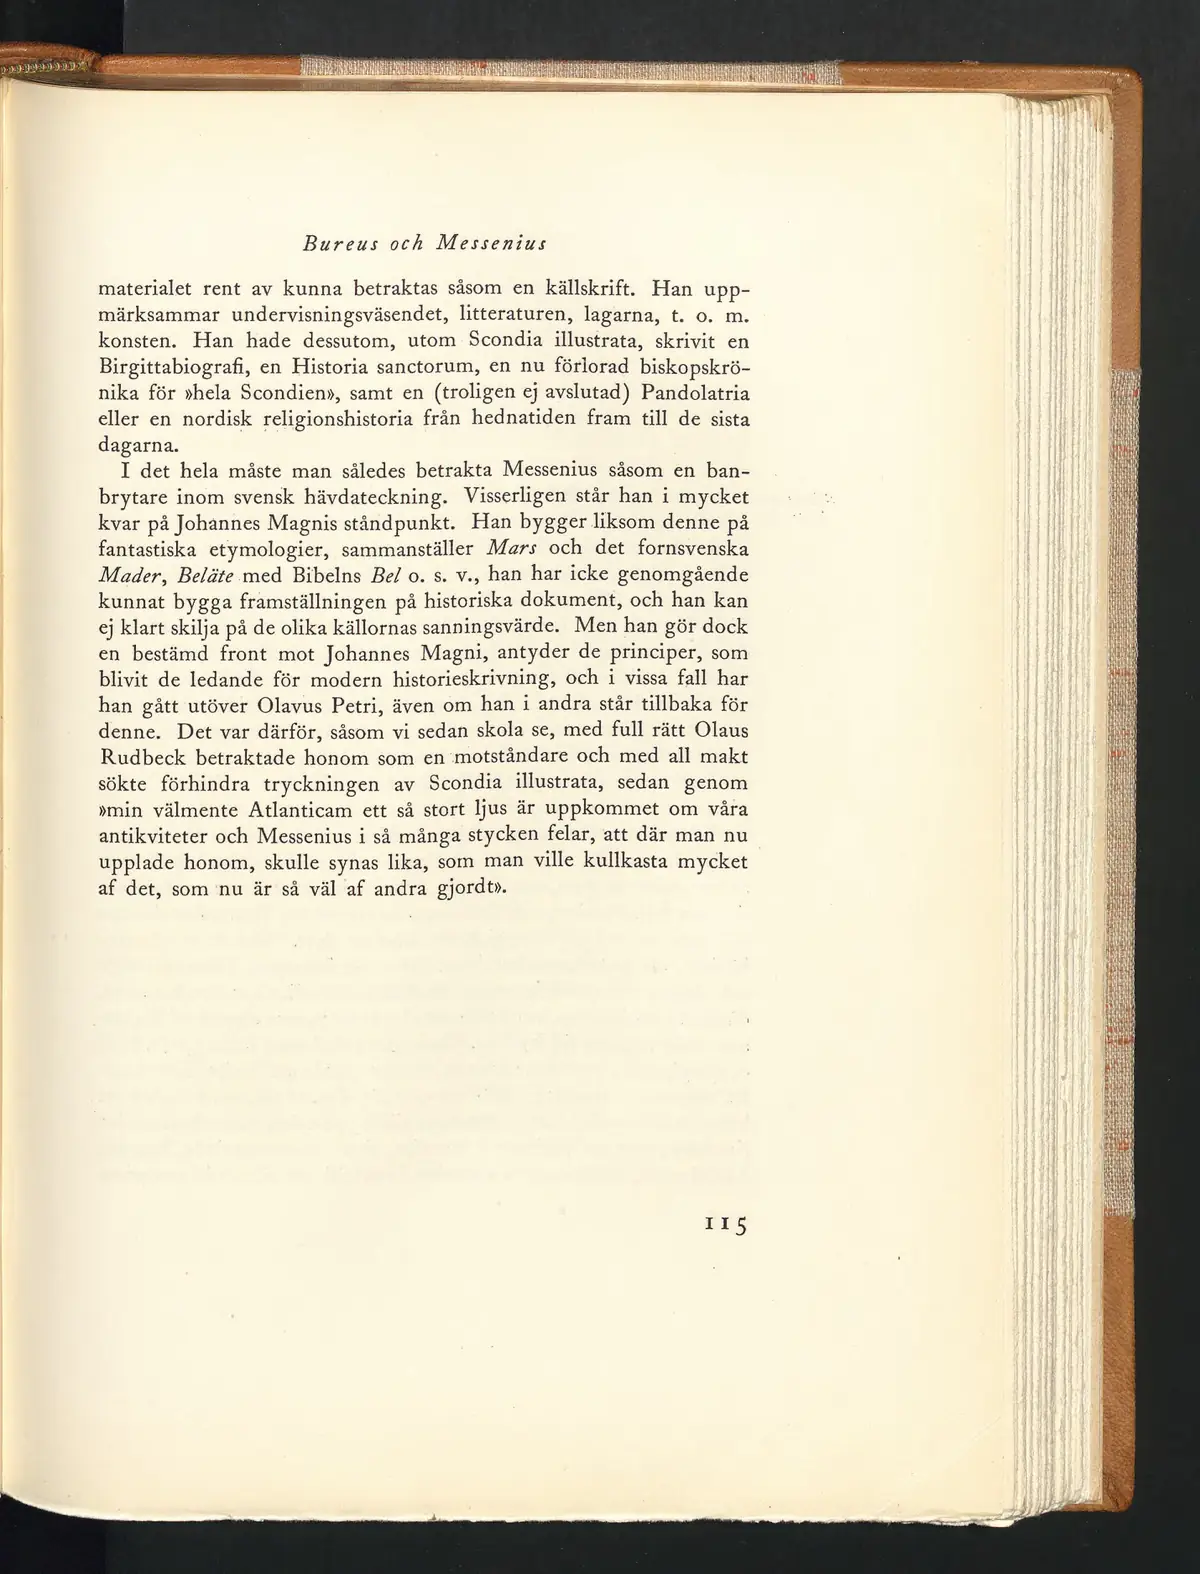 Bureus och Messenius
materialet rent av kunna betraktas såsom en källskrift. Han upp-
märksammar undervisningsväsendet, litteraturen, lagarna, t. o. m.
konsten. Han hade dessutom, utom Scondia illustrata, skrivit en
Birgittabiografi, en Historia sanctorum, en nu förlorad biskopskrö-
nika för »hela Scondien», samt en (troligen ej avslutad) Pandolatria
eller en nordisk religionshistoria från hednatiden fram till de sista
dagarna.
I det hela måste man således betrakta Messenius såsom en ban-
brytare inom svensk hävdateckning. Visserligen står han i mycket
kvar på Johannes Magnis ståndpunkt. Han bygger liksom denne på
fantastiska etymologier, sammanställer Mars och det fornsvenska
Mader, Beläte med Bibelns Bel o. s. v., han har icke genomgående
kunnat bygga framställningen på historiska dokument, och han kan
ej klart skilja på de olika källornas sanningsvärde. Men han gör dock
en bestämd front mot Johannes Magni, antyder de principer, som
blivit de ledande för modern historieskrivning, och i vissa fall har
han gått utöver Olavus Petri, även om han i andra står tillbaka för
denne. Det var därför, såsom vi sedan skola se, med full rätt Olaus
Rudbeck betraktade honom som en motståndare och med all makt
sökte förhindra tryckningen av Scondia illustrata, sedan genom
»min välmente Atlanticam ett så stort ljus är uppkommet om våra
antikviteter och Messenius i så många stycken felar, att där man nu
upplade honom, skulle synas lika, som man ville kullkasta mycket
af det, som nu är så väl af andra gjordt».
115